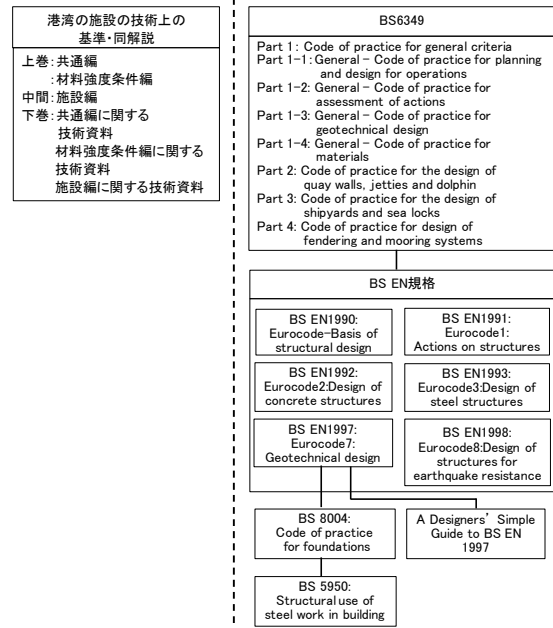 港湾の施設の技術上の
基準・同解説
上巻:共通編
:材料強度条件編
中間:施設編
下巻:共通編に関する
技術資料
材料強度条件編に関する
技術資料
施設編に関する技術資料
BS6349
Part 1: Code of practice for general criteria
Part 1-1: General - Code of practice for planning
and design for operations
Part 1-2: General - Code of practice for
assessment of actions
Part 1-3: General - Code of practice for
geotechnical design
Part 1-4: General - Code of practice for
materials
Part 2: Code of practice for the design of
quay walls, jetties and dolphin
Part 3: Code of practice for the design of
shipyards and sea locks
Part 4: Code of practice for design of
fendering and mooring systems
BS EN規格
BS EN1990:
Eurocode-Basis of
structural design
BS EN1991:
Eurocode1:
Actions on structures
BS EN1992:
Eurocode2:Design of
concrete structures
BS EN1993:
Eurocode3:Design of
steel structures
BS EN1997:
Eurocode7:
Geotechnical design
BS EN1998:
Eurocode8:Design of
structures for
earthquake resistance
BS 8004:
Code of practice
for foundations
A Designers' Simple
Guide to BS EN
1997
BS 5950:
Structural use of
steel work in building